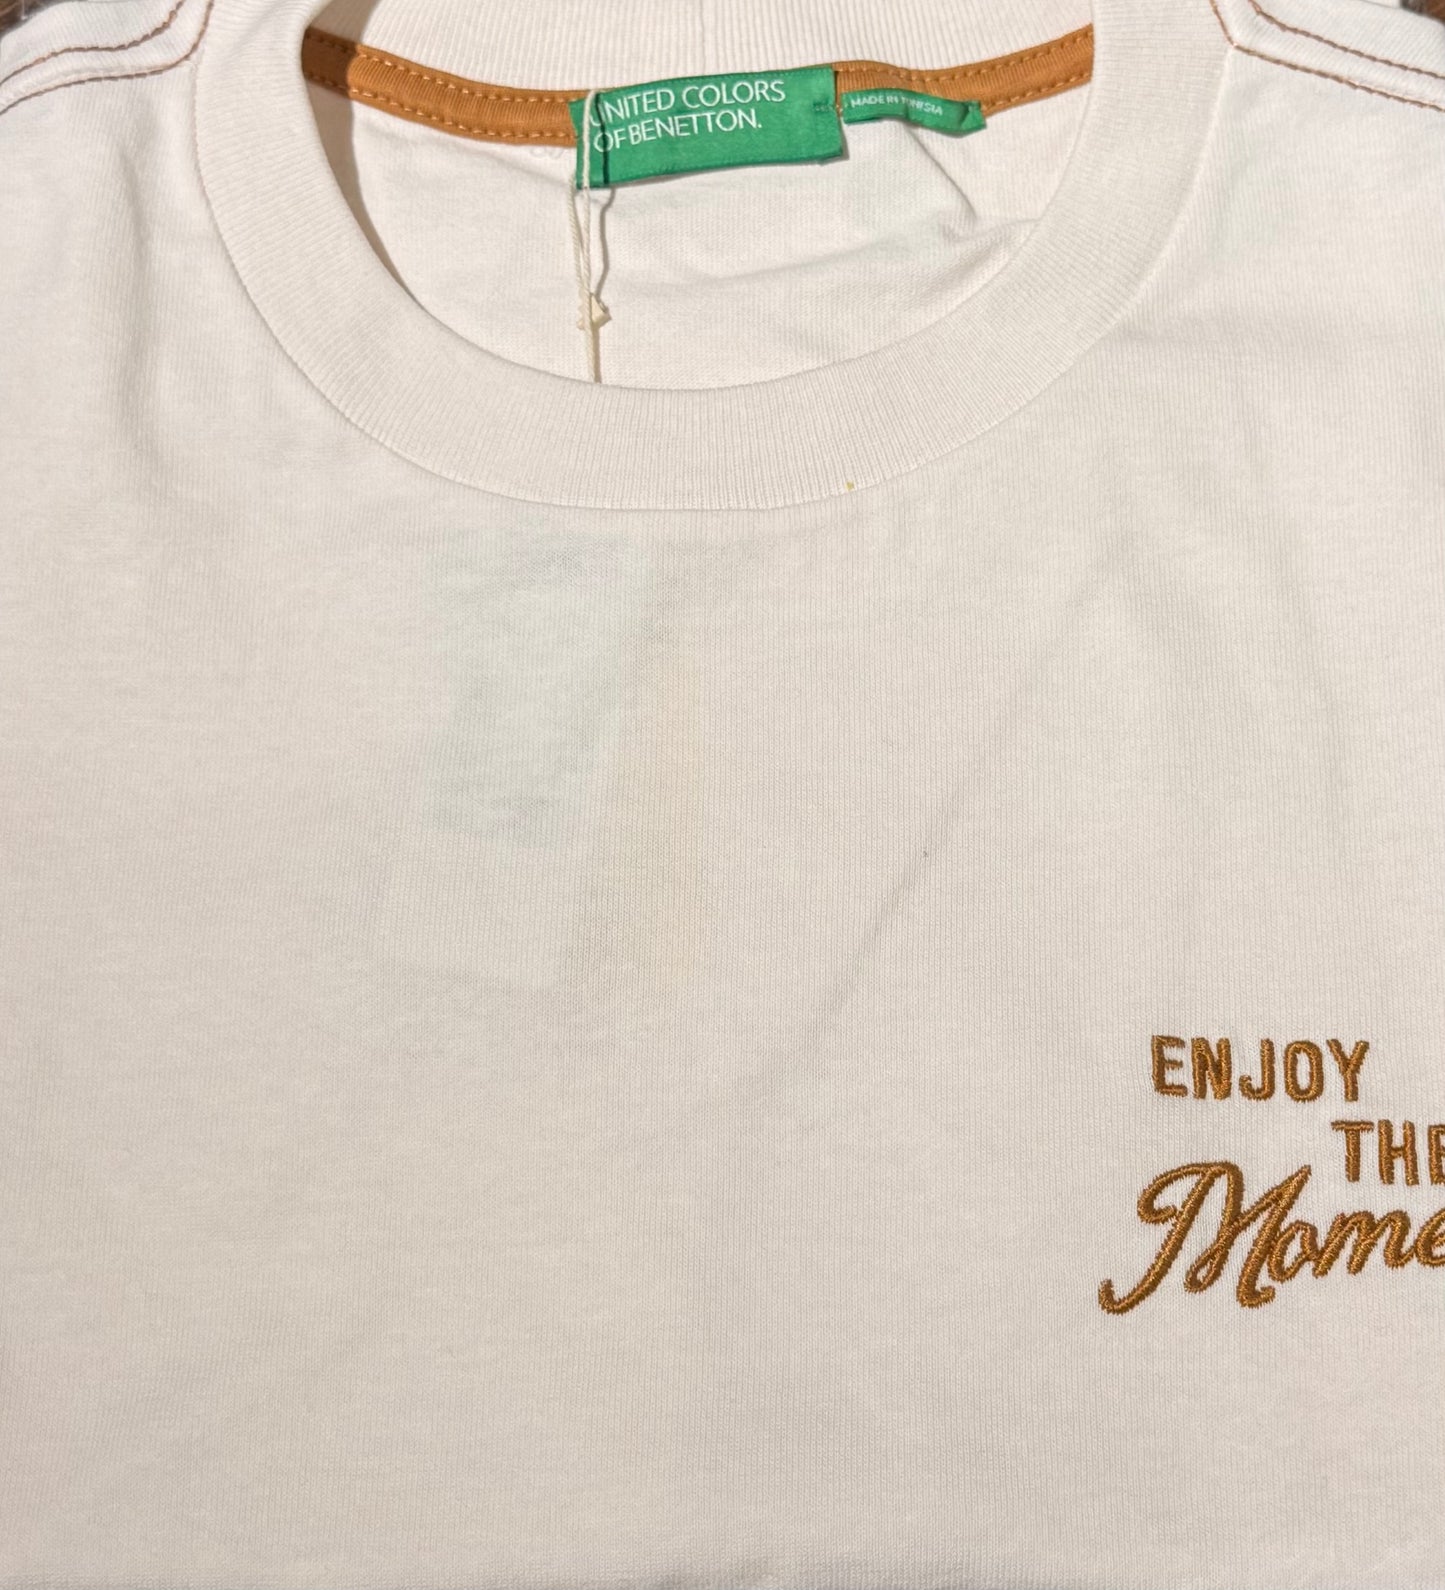 UNITED COLORS
OF BENETTON.
MADE IN TUNISIA
ENJOY
THE
Mome